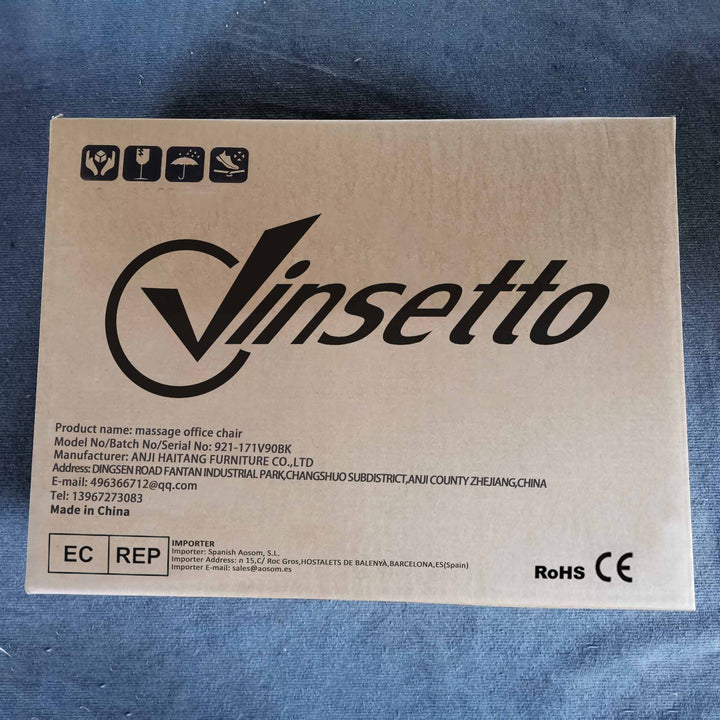 Vinsetto
Product name: massage office chair
Model No/Batch No/Serial No: 921-171V90BK
Manufacturer: ANJI HAITANG FURNITURE CO.,LTD
Address: DINGSEN ROAD FANTAN INDUSTRIAL PARK,CHANGSHUO SUBDISTRICT,ANJI COUNTY ZHEJIANG,CHINA
E-mail: 496366712@qq.com
Tel: 13967273083
Made in China
EC REP
IMPORTER
Importer: Spanish Aosom, S.L.
Importer Address: n 15,C/ Roc Gros,HOSTALETS DE BALENYÀ,BARCELONA,ES(Spain)
Importer E-mail: sales@aosom.es
RoHS CE